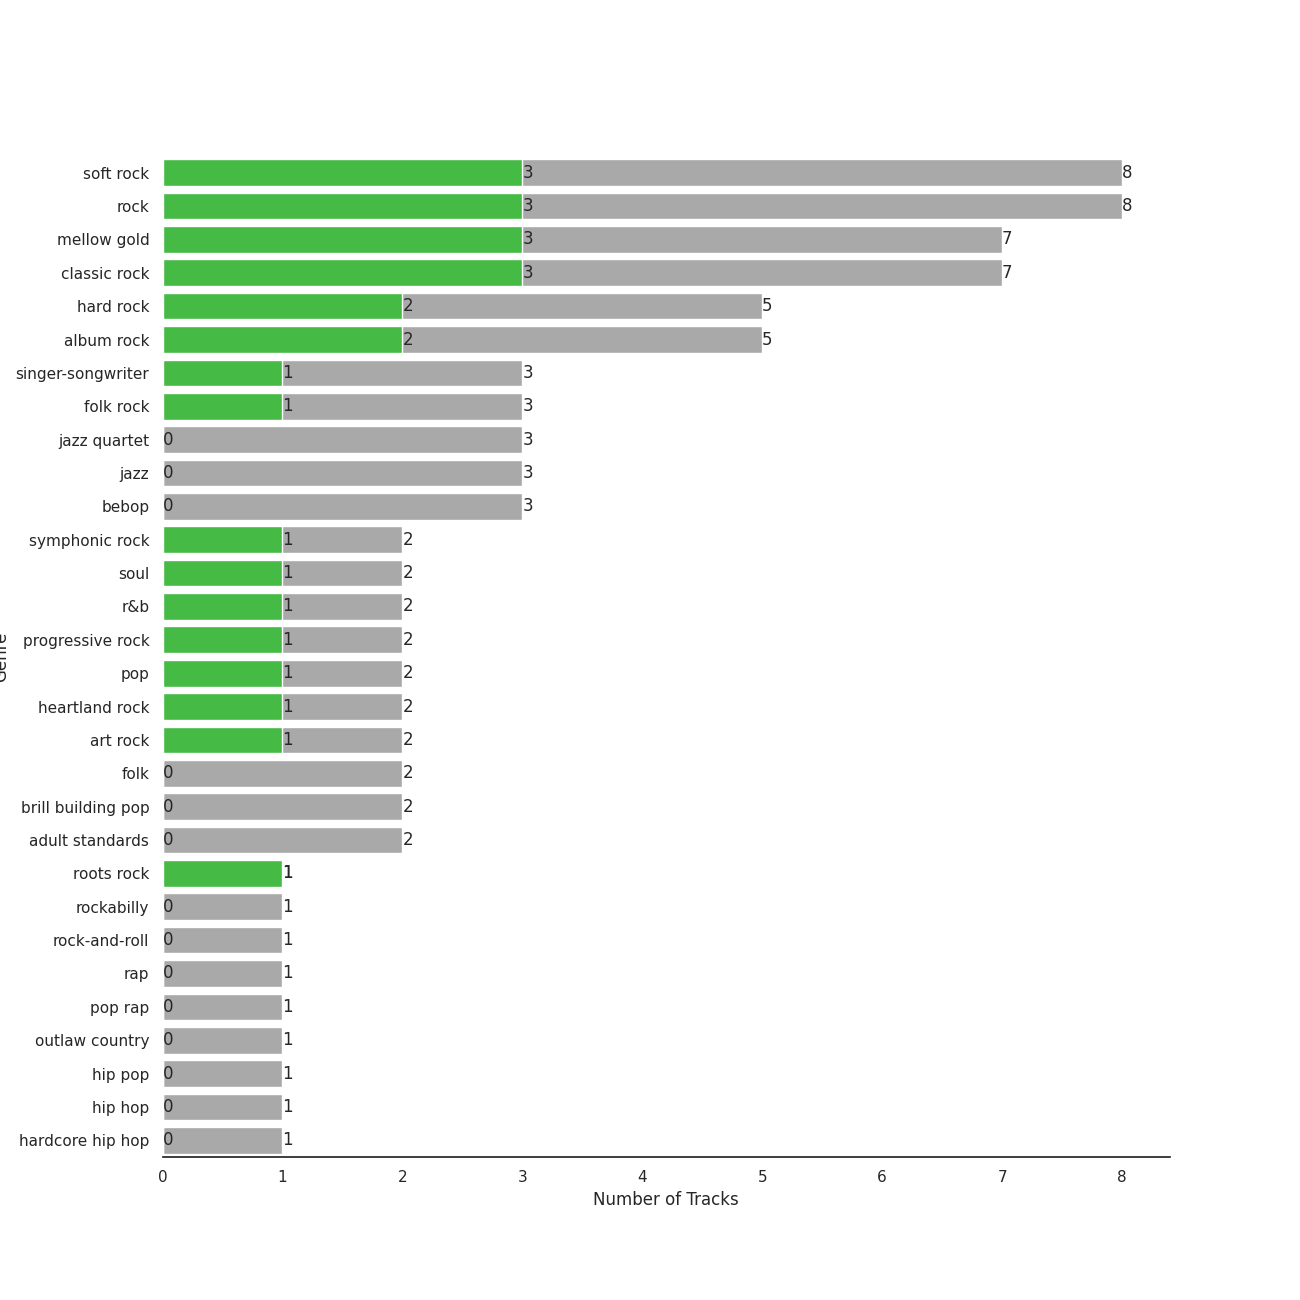 soft rock 3 8
rock 3 8
mellow gold 3 7
classic rock 3 7
hard rock 2 5
album rock 2 5
singer-songwriter 1 3
folk rock 1 3
jazz quartet 0 3
jazz 0 3
bebop 0 3
symphonic rock 1 2
soul 1 2
r&b 1 2
progressive rock 1 2
pop 1 2
heartland rock 1 2
art rock 1 2
folk 0 2
brill building pop 0 2
adult standards 0 2
roots rock 1
rockabilly 0 1
rock-and-roll 0 1
rap 0 1
pop rap 0 1
outlaw country 0 1
hip pop 0 1
hip hop 0 1
hardcore hip hop 0 1
0 1 2 3 4 5 6 7 8
Number of Tracks
Genre